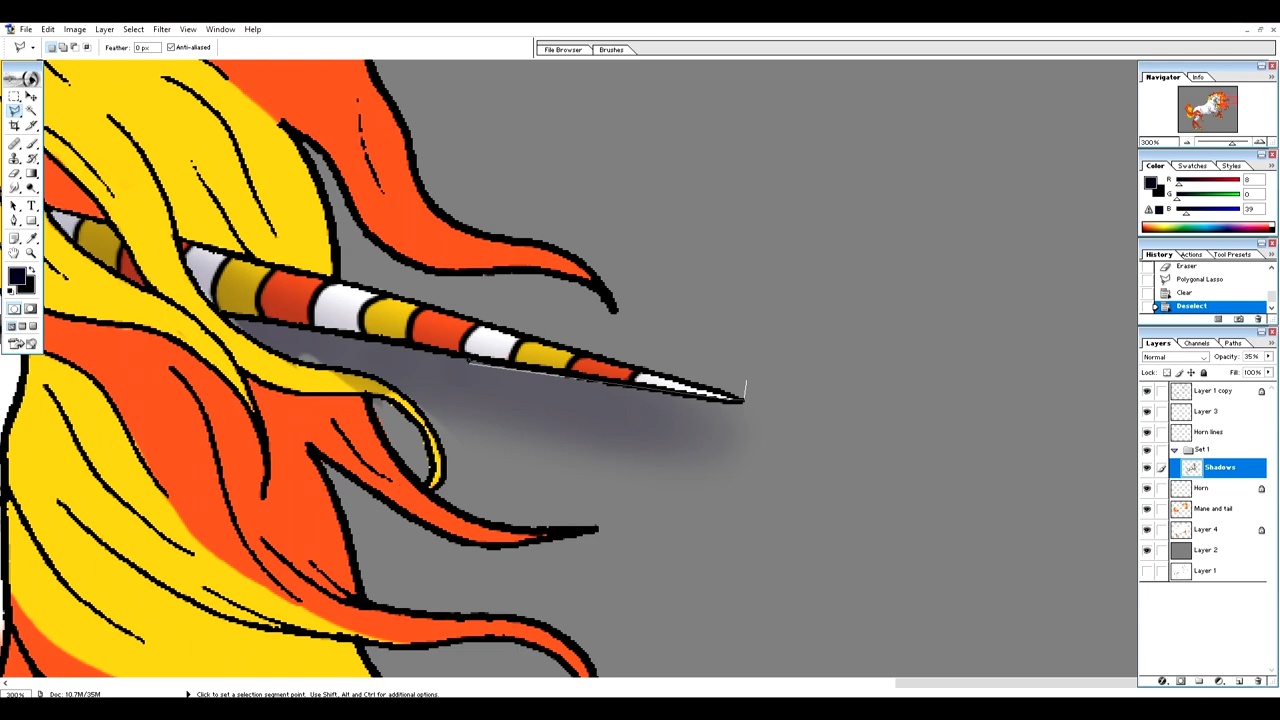 File Edit Image Layer Select Filter View Window Help
Feather: 0 px Anti-aliased File Browser Brushes
Navigator Info
300%
Color Swatches Styles
R 8
G 0
B 39
History Actions Tool Presets
Eraser
Polygonal Lasso
Clear
Deselect
Layers Channels Paths
Normal Opacity: 35%
Lock: Fill: 100%
Layer 1 copy
Layer 3
Horn lines
Set 1
Shadows
Horn
Mane and tail
Layer 4
Layer 2
Layer 1
300% Doc: 10.7M/35M Click to set a selection segment point. Use Shift, Alt and Ctrl for additional options.